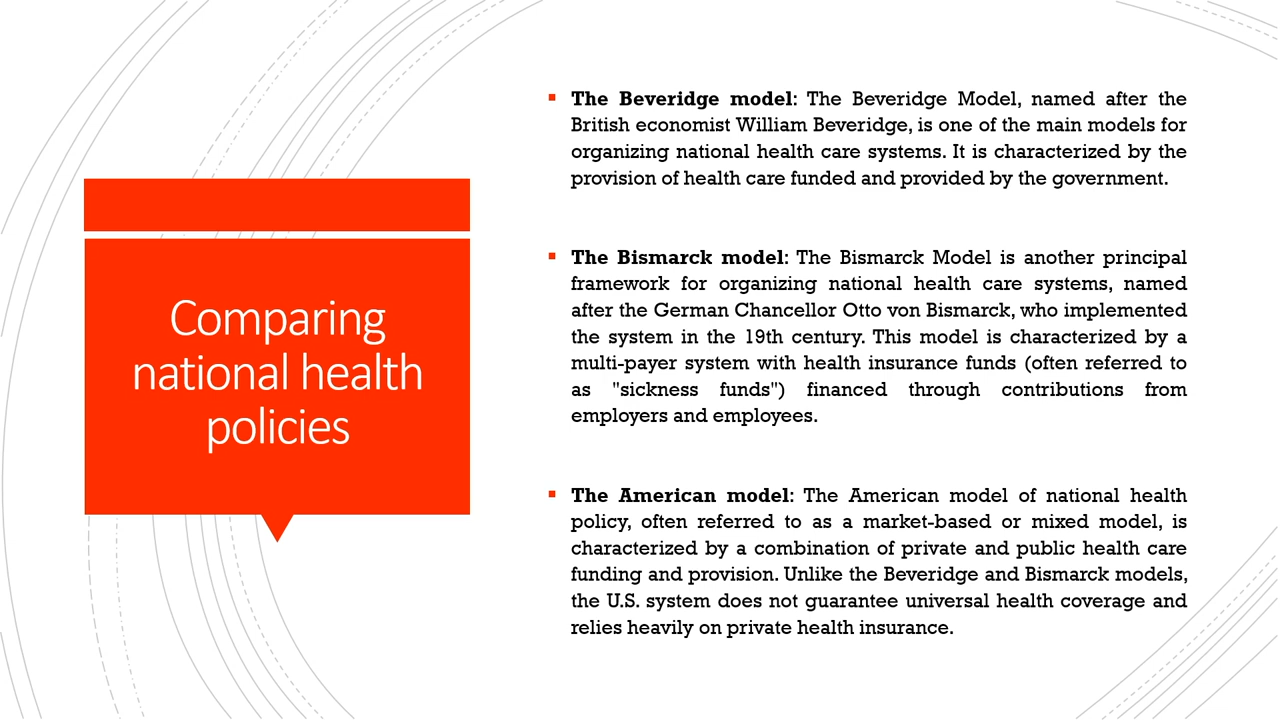 Comparing
national health
policies
The Beveridge model: The Beveridge Model, named after the
British economist William Beveridge, is one of the main models for
organizing national health care systems. It is characterized by the
provision of health care funded and provided by the government.
The Bismarck model: The Bismarck Model is another principal
framework for organizing national health care systems, named
after the German Chancellor Otto von Bismarck, who implemented
the system in the 19th century. This model is characterized by a
multi-payer system with health insurance funds (often referred to
as "sickness funds") financed through contributions from
employers and employees.
The American model: The American model of national health
policy, often referred to as a market-based or mixed model, is
characterized by a combination of private and public health care
funding and provision. Unlike the Beveridge and Bismarck models,
the U.S. system does not guarantee universal health coverage and
relies heavily on private health insurance.